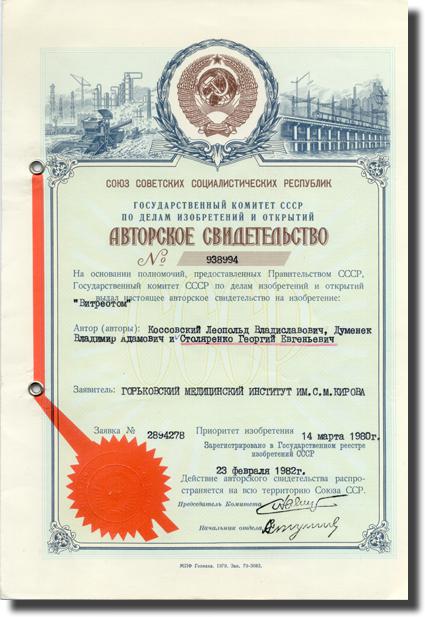 СОЮЗ СОВЕТСКИХ СОЦИАЛИСТИЧЕСКИХ РЕСПУБЛИК
ГОСУДАРСТВЕННЫЙ КОМИТЕТ СССР
ПО ДЕЛАМ ИЗОБРЕТЕНИЙ И ОТКРЫТИЙ
АВТОРСКОЕ СВИДЕТЕЛЬСТВО
№ 938994
На основании полномочий, предоставленных Правительством СССР,
Государственный комитет СССР по делам изобретений и открытий
выдал настоящее авторское свидетельство на изобретение:
"Витреотом"
Автор (авторы): Коссовский Леопольд Владиславович, Думенек
Владимир Адамович и Столяренко Георгий Евгеньевич
Заявитель: ГОРЬКОВСКИЙ МЕДИЦИНСКИЙ ИНСТИТУТ ИМ.С.М.КИРОВА
Заявка № 2894278 Приоритет изобретения 14 марта 1980г.
Зарегистрировано в Государственном реестре
изобретений СССР
23 февраля 1982г.
Действие авторского свидетельства распро-
страняется на всю территорию Союза ССР.
Председатель Комитета
Начальник отдела
МПФ Гознака. 1979. Зак. 79-3083.